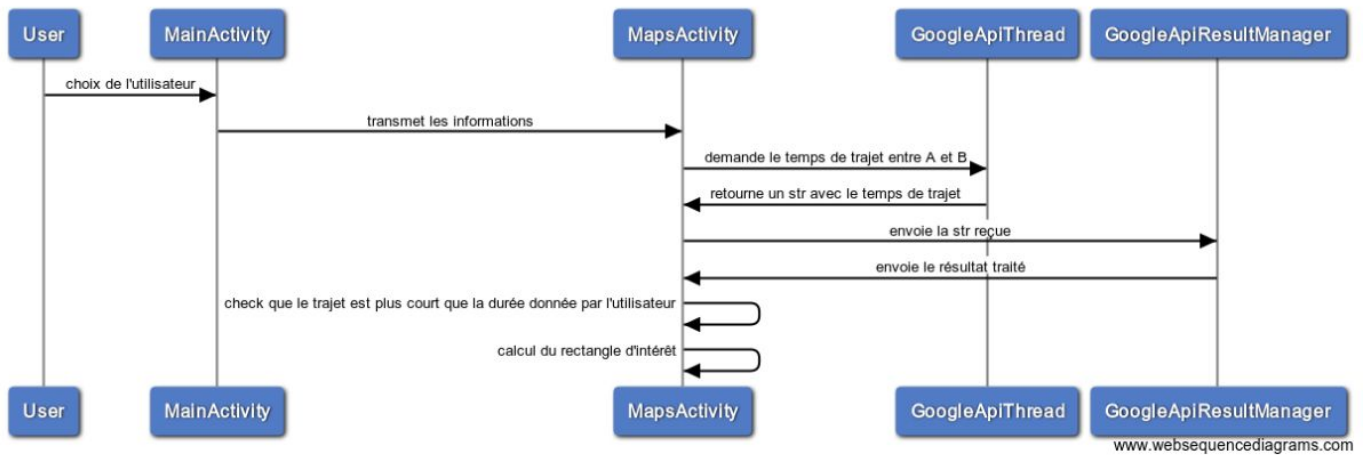 User
MainActivity
MapsActivity
GoogleApiThread
GoogleApiResultManager
choix de l'utilisateur
transmet les informations
demande le temps de trajet entre A et B
retourne un str avec le temps de trajet
envoie la str reçue
envoie le résultat traité
check que le trajet est plus court que la durée donnée par l'utilisateur
calcul du rectangle d'intérêt
User
MainActivity
MapsActivity
GoogleApiThread
GoogleApiResultManager
www.websequencediagrams.com